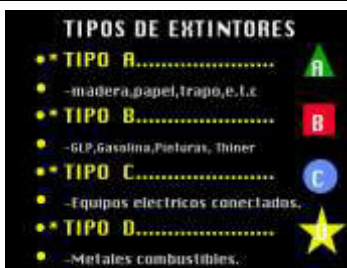 TIPOS DE EXTINTORES
* TIPO A...................... A
-madera,papel,trapo,e.t.c
* TIPO B...................... B
-GLP,Gasolina,Pinturas, Thiner
* TIPO C...................... C
-Equipos electricos conectados.
* TIPO D......................
-Metales combustibles.